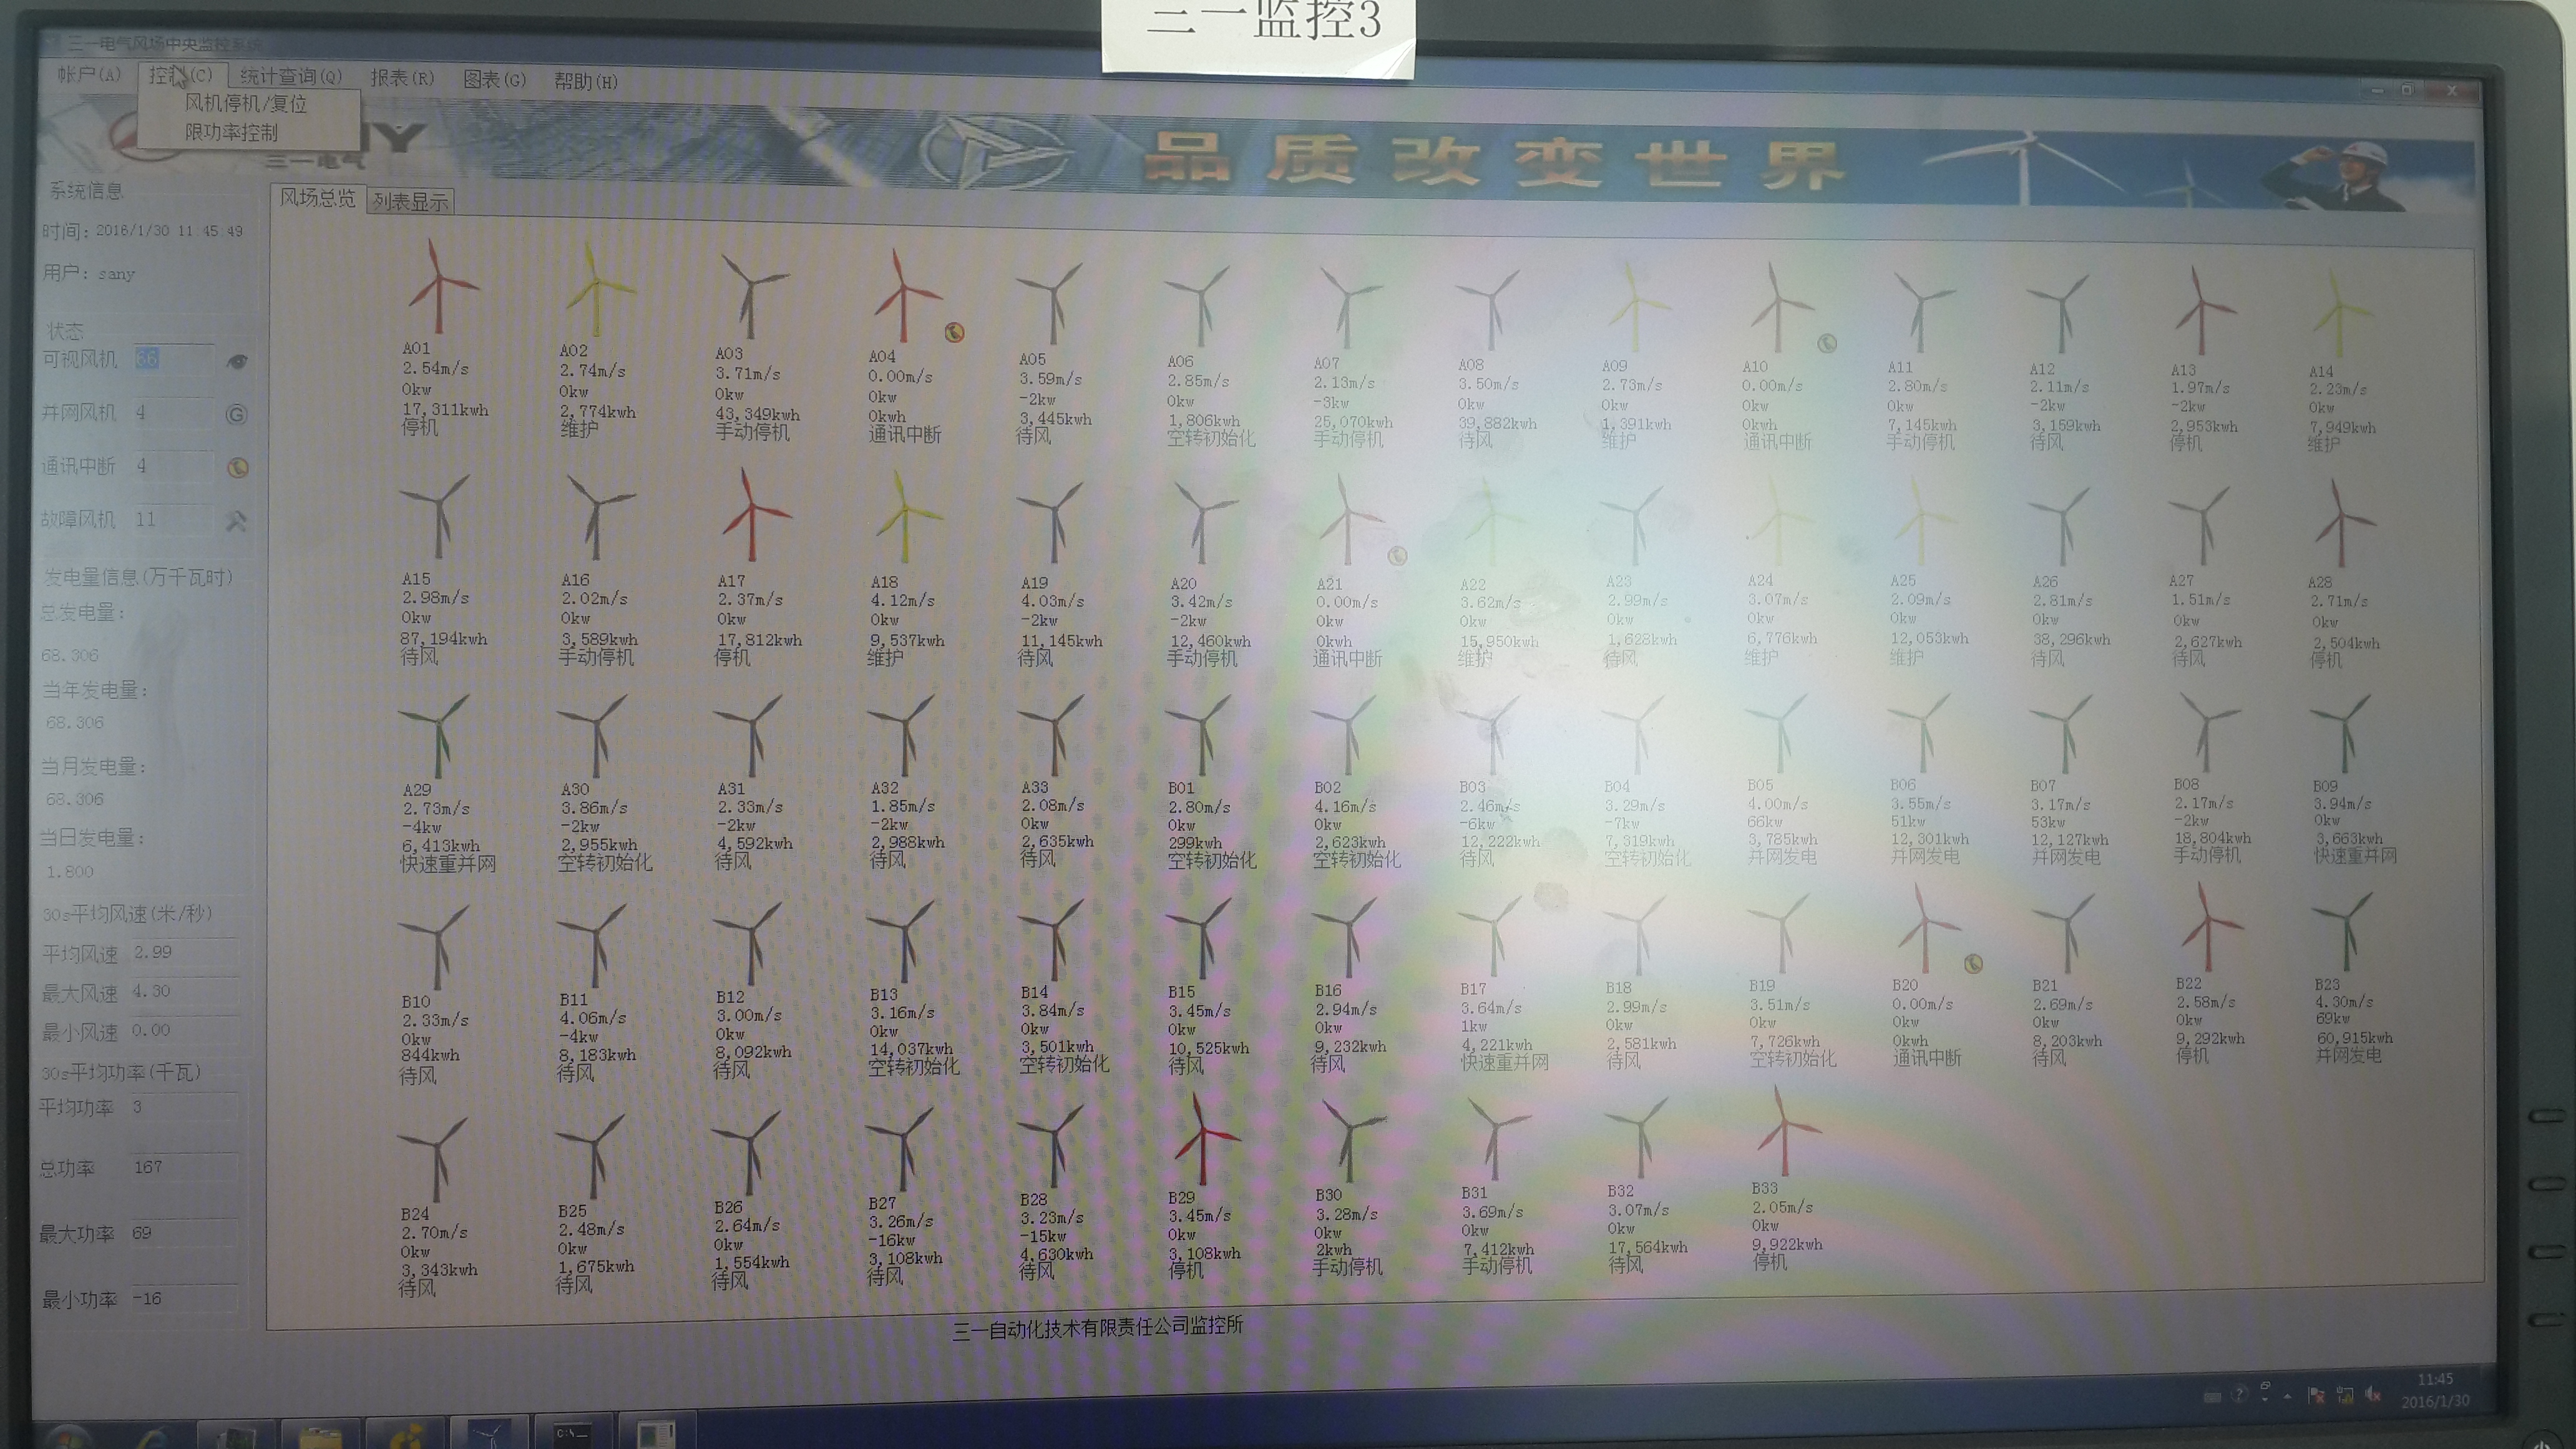 三一监控3
三一电气风场中央监控系统
帐户(A) 控制(C) 统计查询(Q) 报表(R) 图表(G) 帮助(H)
风机停机/复位
限功率控制
三一电气
品质改变世界
风场总览 列表显示
系统信息
时间: 2016/1/30 11:45:49
用户: sany
状态
可视风机 66
并网风机 4
通讯中断 4
故障风机 11
发电量信息(万千瓦时)
总发电量:
68.306
当年发电量:
68.306
当月发电量:
68.306
当日发电量:
1.800
30s平均风速(米/秒)
平均风速 2.99
最大风速 4.30
最小风速 0.00
30s平均功率(千瓦)
平均功率 3
总功率 167
最大功率 69
最小功率 -16
A01 A02 A03 A04 A05 A06 A07 A08 A09 A10 A11 A12 A13 A14
2.54m/s 2.74m/s 3.71m/s 0.00m/s 3.59m/s 2.85m/s 2.13m/s 3.50m/s 2.73m/s 0.00m/s 2.80m/s 2.11m/s 1.97m/s 2.23m/s
0kw 0kw 0kw 0kw -2kw 0kw -3kw 0kw 0kw 0kw 0kw -2kw -2kw 0kw
17,311kwh 2,774kwh 43,349kwh 0kwh 3,445kwh 1,806kwh 25,070kwh 39,882kwh 1,391kwh 0kwh 7,145kwh 3,159kwh 2,953kwh 7,949kwh
停机 维护 手动停机 通讯中断 待风 空转初始化 手动停机 待风 维护 通讯中断 手动停机 待风 停机 维护
A15 A16 A17 A18 A19 A20 A21 A22 A23 A24 A25 A26 A27 A28
2.98m/s 2.02m/s 2.37m/s 4.12m/s 4.03m/s 3.42m/s 0.00m/s 3.62m/s 2.99m/s 3.07m/s 2.09m/s 2.81m/s 1.51m/s 2.71m/s
0kw 0kw 0kw 0kw -2kw -2kw 0kw 0kw 0kw 0kw 0kw 0kw 0kw 0kw
87,194kwh 3,589kwh 17,812kwh 9,537kwh 11,145kwh 12,460kwh 0kwh 15,950kwh 1,628kwh 6,776kwh 12,053kwh 38,296kwh 2,627kwh 2,504kwh
待风 手动停机 停机 维护 待风 手动停机 通讯中断 维护 待风 维护 维护 待风 待风 停机
A29 A30 A31 A32 A33 B01 B02 B03 B04 B05 B06 B07 B08 B09
2.73m/s 3.86m/s 2.33m/s 1.85m/s 2.08m/s 2.80m/s 4.16m/s 2.46m/s 3.29m/s 4.00m/s 3.55m/s 3.17m/s 2.17m/s 3.94m/s
-4kw -2kw -2kw -2kw 0kw 0kw 0kw -6kw -7kw 66kw 51kw 53kw -2kw 0kw
6,413kwh 2,955kwh 4,592kwh 2,988kwh 2,635kwh 299kwh 2,623kwh 12,222kwh 7,319kwh 3,785kwh 12,301kwh 12,127kwh 18,804kwh 3,663kwh
快速重并网 空转初始化 待风 待风 待风 空转初始化 空转初始化 待风 空转初始化 并网发电 并网发电 并网发电 手动停机 快速重并网
B10 B11 B12 B13 B14 B15 B16 B17 B18 B19 B20 B21 B22 B23
2.33m/s 4.06m/s 3.00m/s 3.16m/s 3.84m/s 3.45m/s 2.94m/s 3.64m/s 2.99m/s 3.51m/s 0.00m/s 2.69m/s 2.58m/s 4.30m/s
0kw -4kw 0kw 0kw 0kw 0kw 0kw 1kw 0kw 0kw 0kw 0kw 0kw 69kw
844kwh 8,183kwh 8,092kwh 14,037kwh 3,501kwh 10,525kwh 9,232kwh 4,221kwh 2,581kwh 7,726kwh 0kwh 8,203kwh 9,292kwh 60,915kwh
待风 待风 待风 空转初始化 空转初始化 待风 待风 快速重并网 待风 空转初始化 通讯中断 待风 停机 并网发电
B24 B25 B26 B27 B28 B29 B30 B31 B32 B33
2.70m/s 2.48m/s 2.64m/s 3.26m/s 3.23m/s 3.45m/s 3.28m/s 3.69m/s 3.07m/s 2.05m/s
0kw 0kw 0kw -16kw -15kw 0kw 0kw 0kw 0kw 0kw
3,343kwh 1,675kwh 1,554kwh 3,108kwh 4,630kwh 3,108kwh 2kwh 7,412kwh 17,564kwh 9,922kwh
待风 待风 待风 待风 待风 停机 手动停机 手动停机 待风 停机
三一自动化技术有限责任公司监控所
11:45
2016/1/30